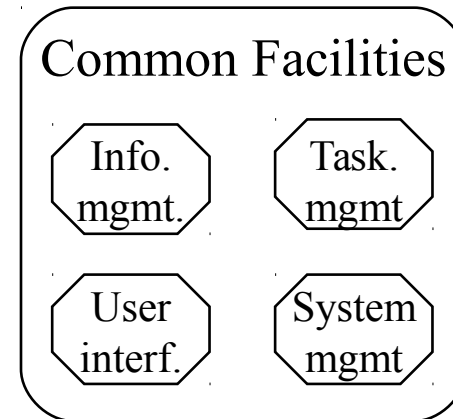 Common Facilities
Info.
mgmt.
Task.
mgmt
User
interf.
System
mgmt